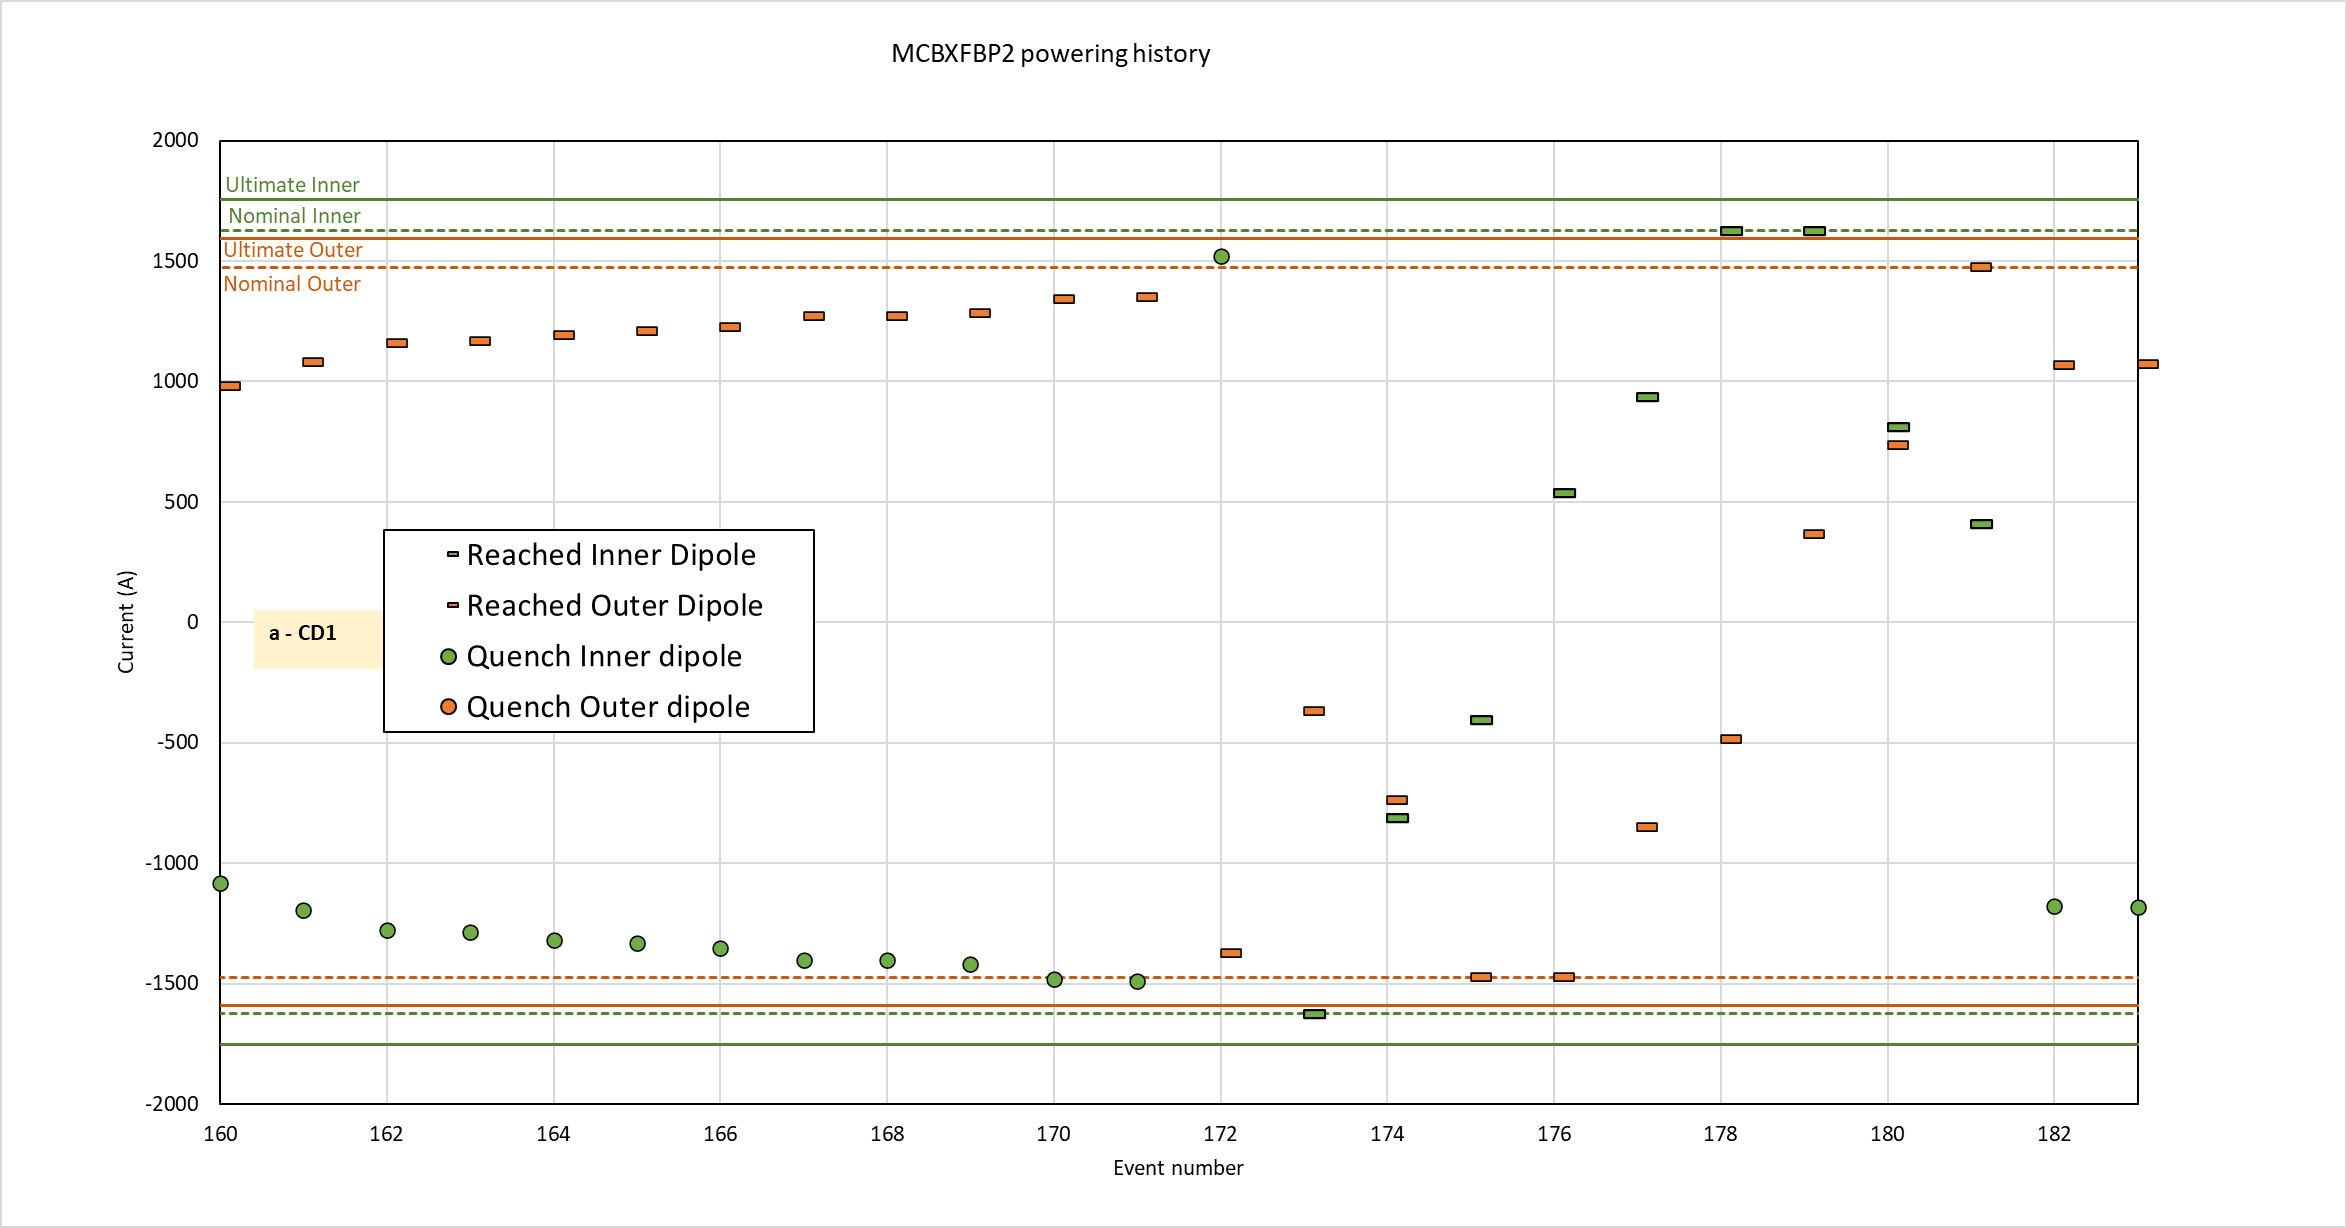 MCBXFBP2 powering history
2000
Ultimate Inner
Nominal Inner
Ultimate Outer
1500
Nominal Outer
1000
500
Reached Inner Dipole
Reached Outer Dipole
0
a - CD1
Quench Inner dipole
Quench Outer dipole
Current (A)
-500
-1000
-1500
-2000
160 162 164 166 168 170 172 174 176 178 180 182
Event number